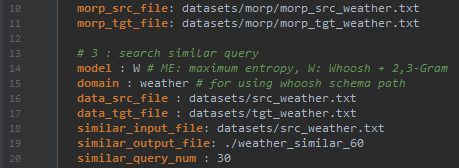 10 morp_src_file: datasets/morp/morp_src_weather.txt
11 morp_tgt_file: datasets/morp/morp_tgt_weather.txt
12
13 # 3 : search similar query
14 model : W # ME: maximum entropy, W: Whoosh + 2,3-Gram
15 domain : weather # for using whoosh schema path
16 data_src_file : datasets/src_weather.txt
17 data_tgt_file : datasets/tgt_weather.txt
18 similar_input_file: datasets/src_weather.txt
19 similar_output_file: ./weather_similar_60
20 similar_query_num : 30